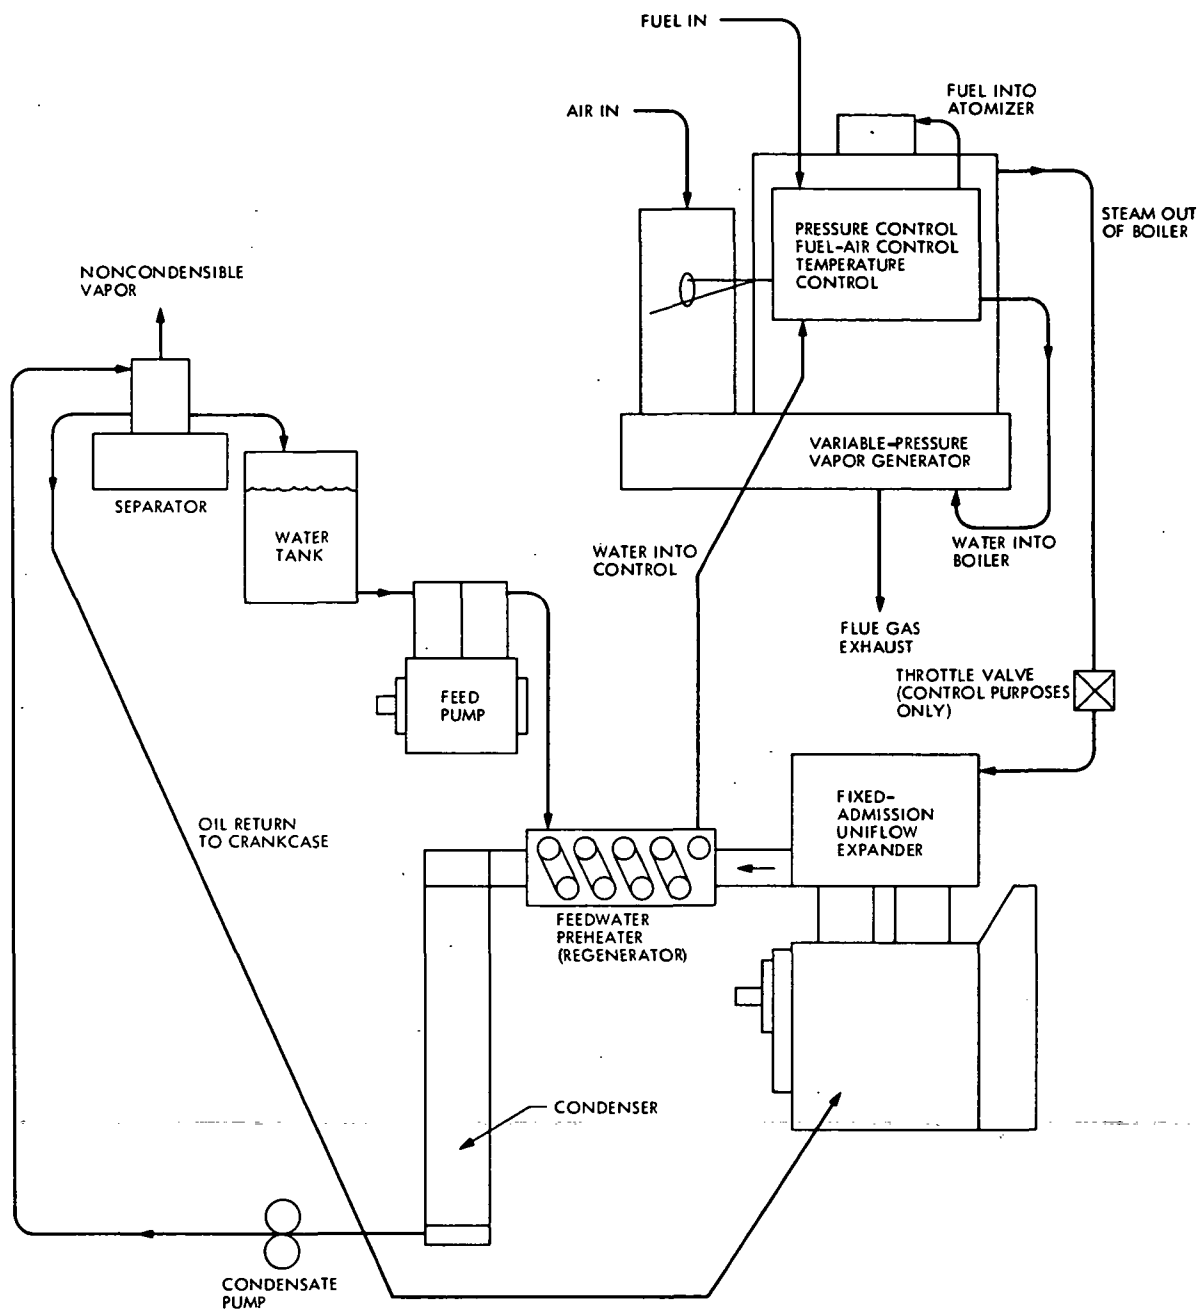 FUEL IN
AIR IN
FUEL INTO
ATOMIZER
PRESSURE CONTROL
FUEL-AIR CONTROL
TEMPERATURE
CONTROL
STEAM OUT
OF BOILER
NONCONDENSIBLE
VAPOR
SEPARATOR
WATER
TANK
VARIABLE-PRESSURE
VAPOR GENERATOR
WATER INTO
CONTROL
WATER INTO
BOILER
FLUE GAS
EXHAUST
FEED
PUMP
THROTTLE VALVE
(CONTROL PURPOSES
ONLY)
FIXED-
ADMISSION
UNIFLOW
EXPANDER
OIL RETURN
TO CRANKCASE
FEEDWATER
PREHEATER
(REGENERATOR)
CONDENSER
CONDENSATE
PUMP